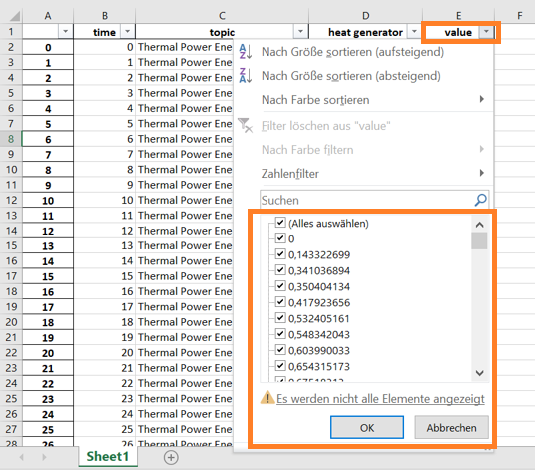 A B C D E F
1 time topic heat generator value
2 0 0 Thermal Power Ene
3 1 1 Thermal Power Ene
4 2 2 Thermal Power Ene
5 3 3 Thermal Power Ene
6 4 4 Thermal Power Ene
7 5 5 Thermal Power Ene
8 6 6 Thermal Power Ene
9 7 7 Thermal Power Ene
10 8 8 Thermal Power Ene
11 9 9 Thermal Power Ene
12 10 10 Thermal Power Ene
13 11 11 Thermal Power Ene
14 12 12 Thermal Power Ene
15 13 13 Thermal Power Ene
16 14 14 Thermal Power Ene
17 15 15 Thermal Power Ene
18 16 16 Thermal Power Ene
19 17 17 Thermal Power Ene
20 18 18 Thermal Power Ene
21 19 19 Thermal Power Ene
22 20 20 Thermal Power Ene
23 21 21 Thermal Power Ene
24 22 22 Thermal Power Ene
25 23 23 Thermal Power Ene
26 24 24 Thermal Power Ene
27 25 25 Thermal Power Ene
28 26 26 Thermal Power Ene
Nach Größe sortieren (aufsteigend)
Nach Größe sortieren (absteigend)
Nach Farbe sortieren
Filter löschen aus "value"
Nach Farbe filtern
Zahlenfilter
Suchen
(Alles auswählen)
0
0,143322699
0,341036894
0,350404134
0,417923656
0,532405161
0,548342043
0,603990033
0,654315173
Es werden nicht alle Elemente angezeigt
OK Abbrechen
Sheet1